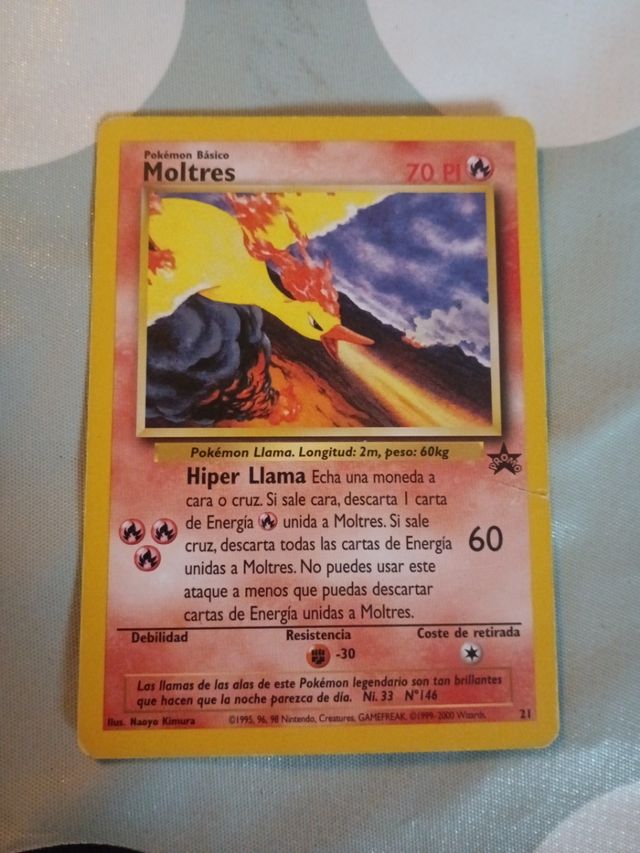 Pokémon Básico
Moltres 70 PI
Pokémon Llama. Longitud: 2m, peso: 60kg
PROMO
Hiper Llama Echa una moneda a
cara o cruz. Si sale cara, descarta 1 carta
de Energía unida a Moltres. Si sale
cruz, descarta todas las cartas de Energía
unidas a Moltres. No puedes usar este
ataque a menos que puedas descartar
cartas de Energía unidas a Moltres.
60
Debilidad Resistencia Coste de retirada
-30
Las llamas de las alas de este Pokémon legendario son tan brillantes
que hacen que la noche parezca de día. Ni. 33 Nº146
Ilus. Naoyo Kimura ©1995, 96, 98 Nintendo, Creatures, GAMEFREAK. ©1999-2000 Wizards. 21